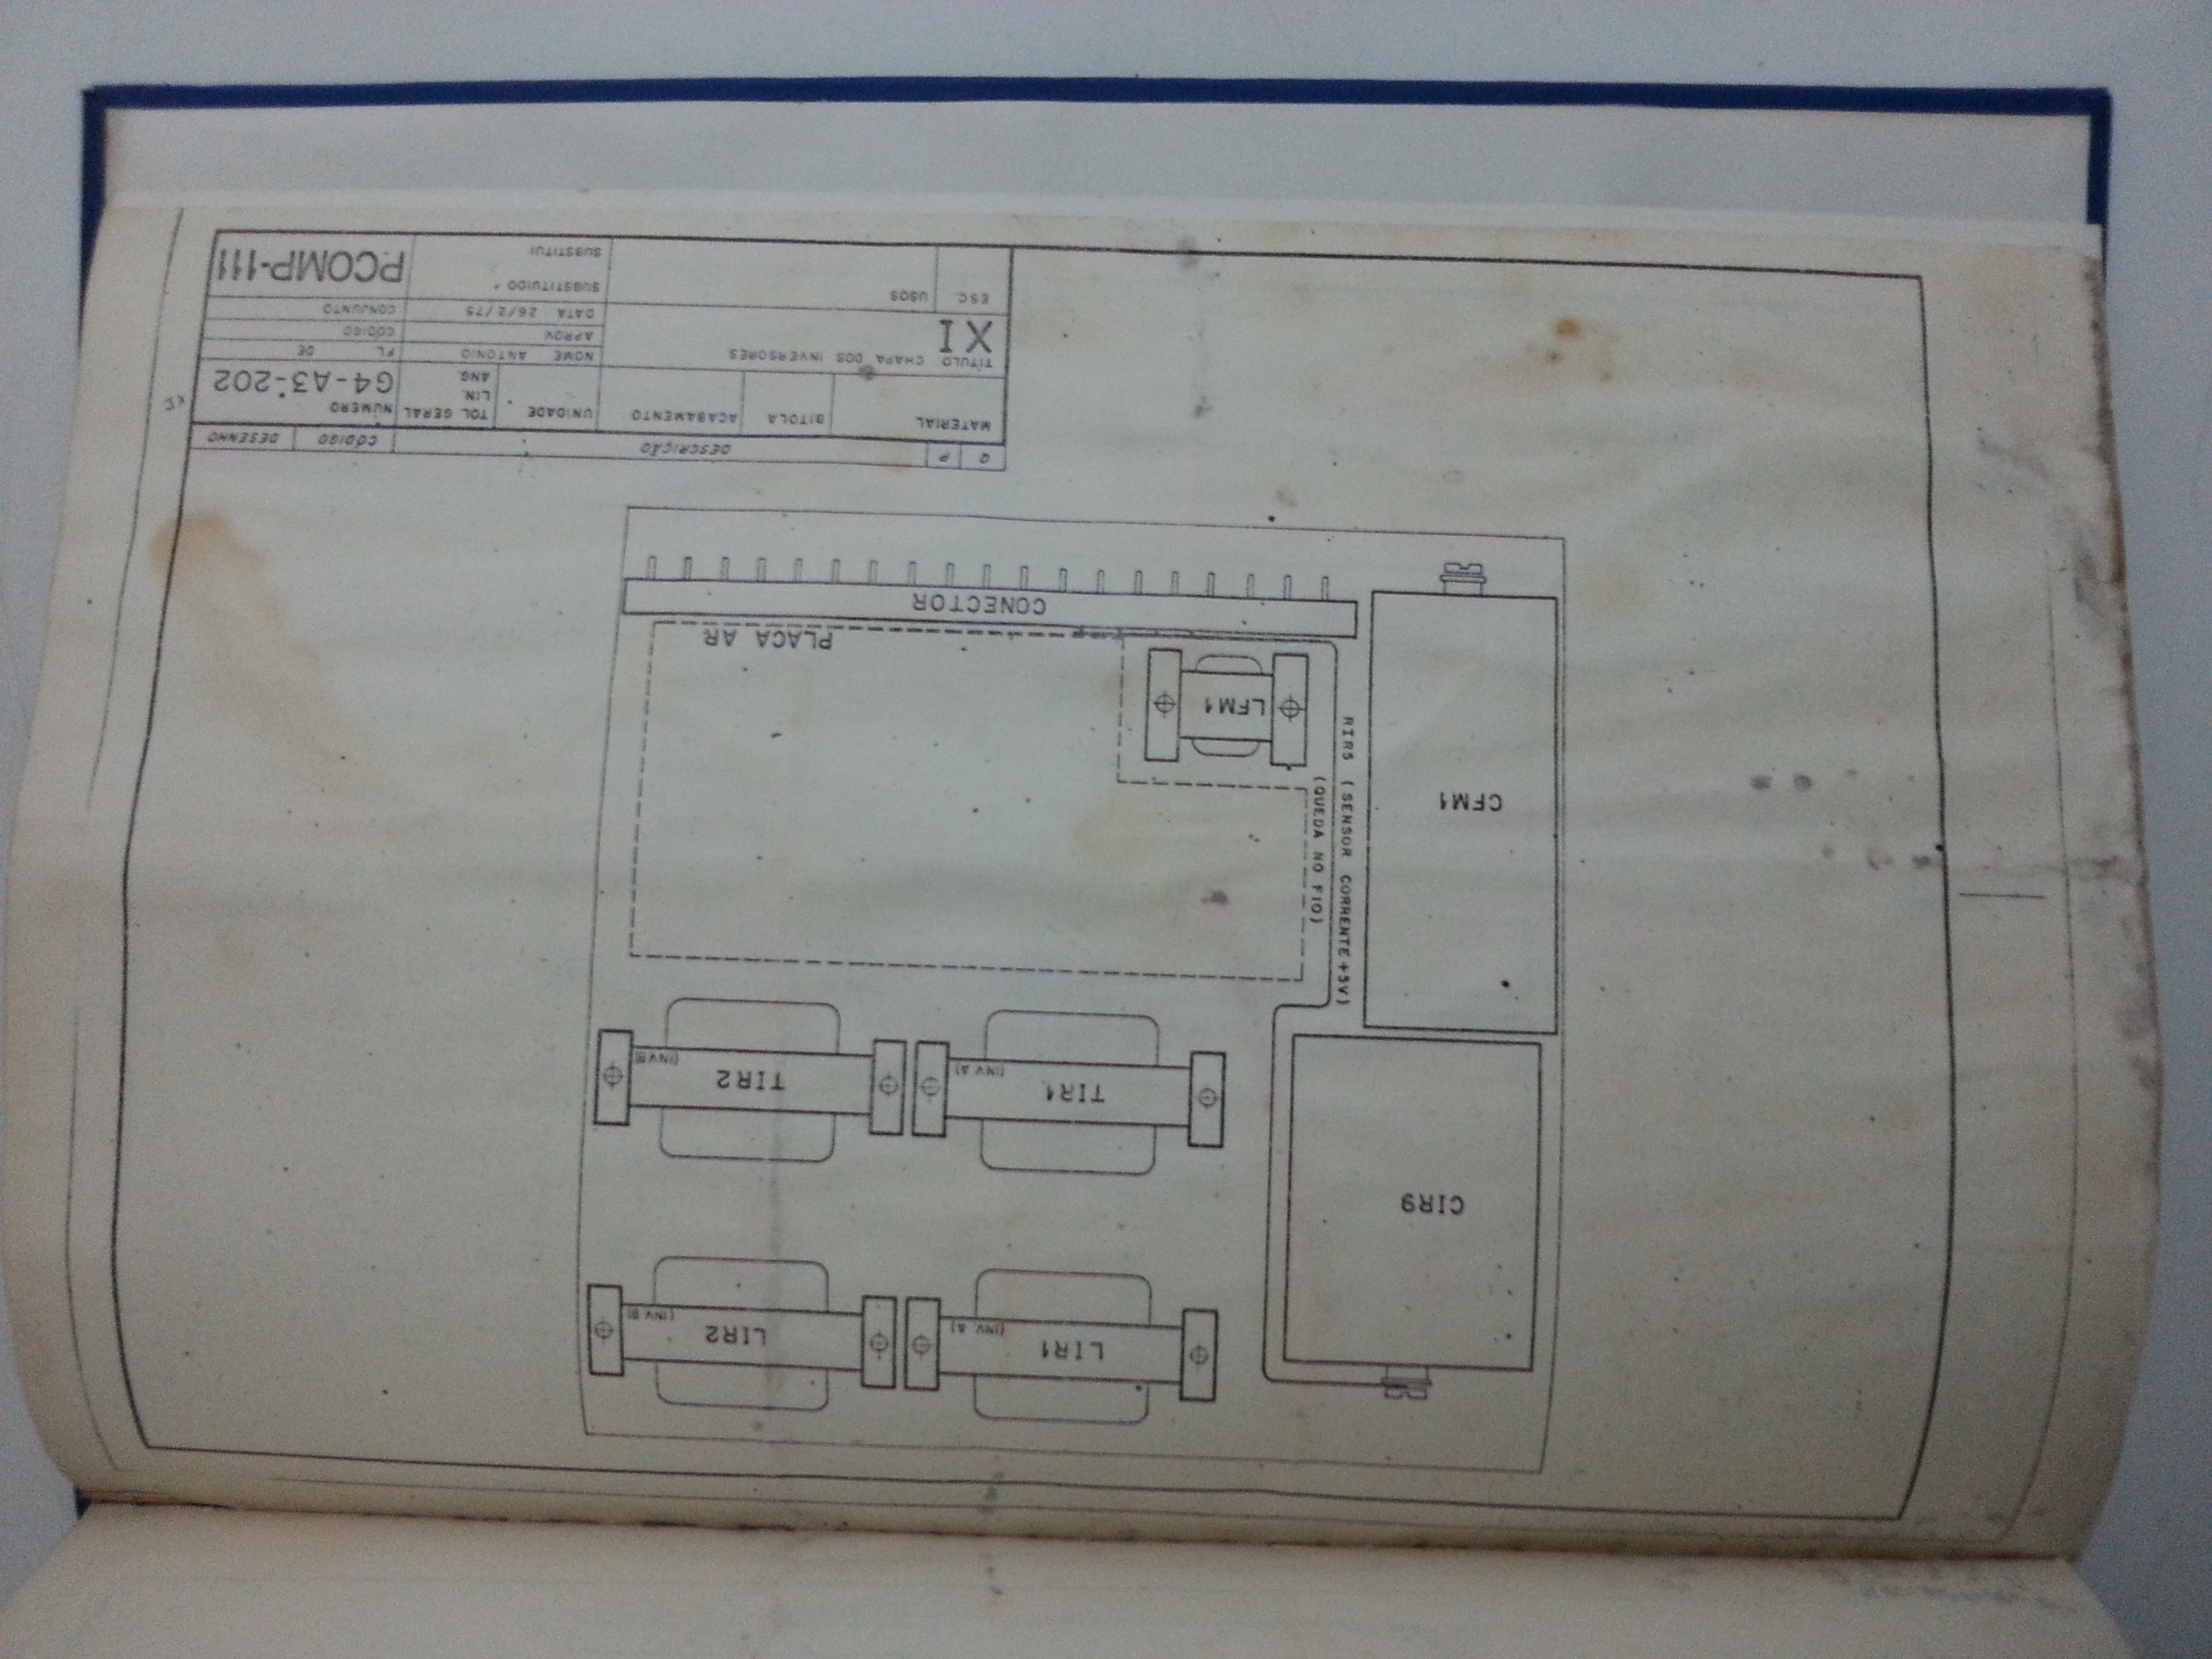 LIR1
(INV. A)
LIR2
(INV. B)
TIR1
(INV. A)
TIR2
(INV. B)
CIR9
CFM1
RIR5 (SENSOR CORRENTE +5V)
(QUEDA NO FIO)
LFM1
PLACA AR
CONECTOR
Q P DESCRIÇÃO CÓDIGO DESENHO
MATERIAL BITOLA ACABAMENTO UNIDADE TOL. GERAL
LIN.
ANG.
NÚMERO
G4-A3-202
TÍTULO CHAPA DOS INVERSORES
XI
NOME ANTONIO
APROV.
DATA 26/2/75
FL. DE
CÓDIGO
CONJUNTO
ESC. USOS
SUBSTITUIDO
SUBSTITUI
P.COMP-111